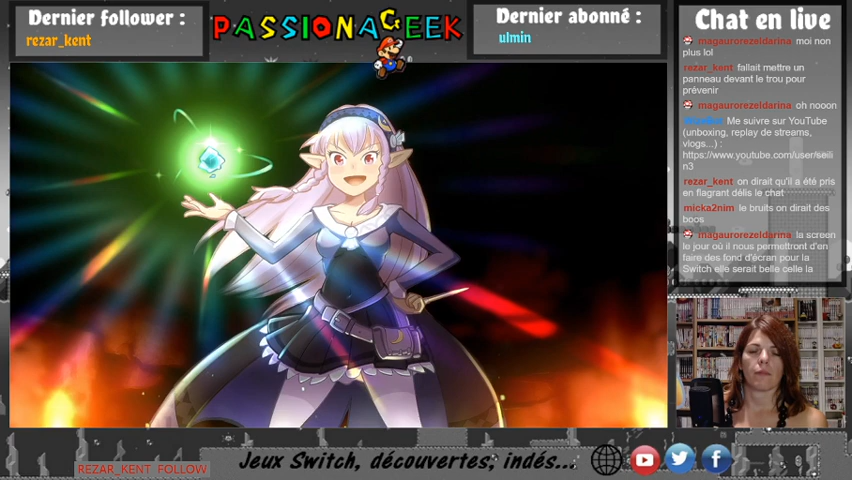 Dernier follower :
rezar_kent
PASSIONAGEEK
Dernier abonné :
ulmin
Chat en live
magaurorezeldarina moi non
plus lol
rezar_kent fallait mettre un
panneau devant le trou pour
prévenir
magaurorezeldarina oh nooon
Me suivre sur YouTube
(unboxing, replay de streams,
vlogs...) :
https://www.youtube.com/user/seili
n3
rezar_kent on dirait qu'il a été pris
en flagrant délis le chat
micka2nim le bruits on dirait des
boos
magaurorezeldarina la screen
le jour où il nous permettront d'en
faire des fond d'écran pour la
Switch elle serait belle celle la
REZAR_KENT FOLLOW
Jeux Switch, découvertes, indés...